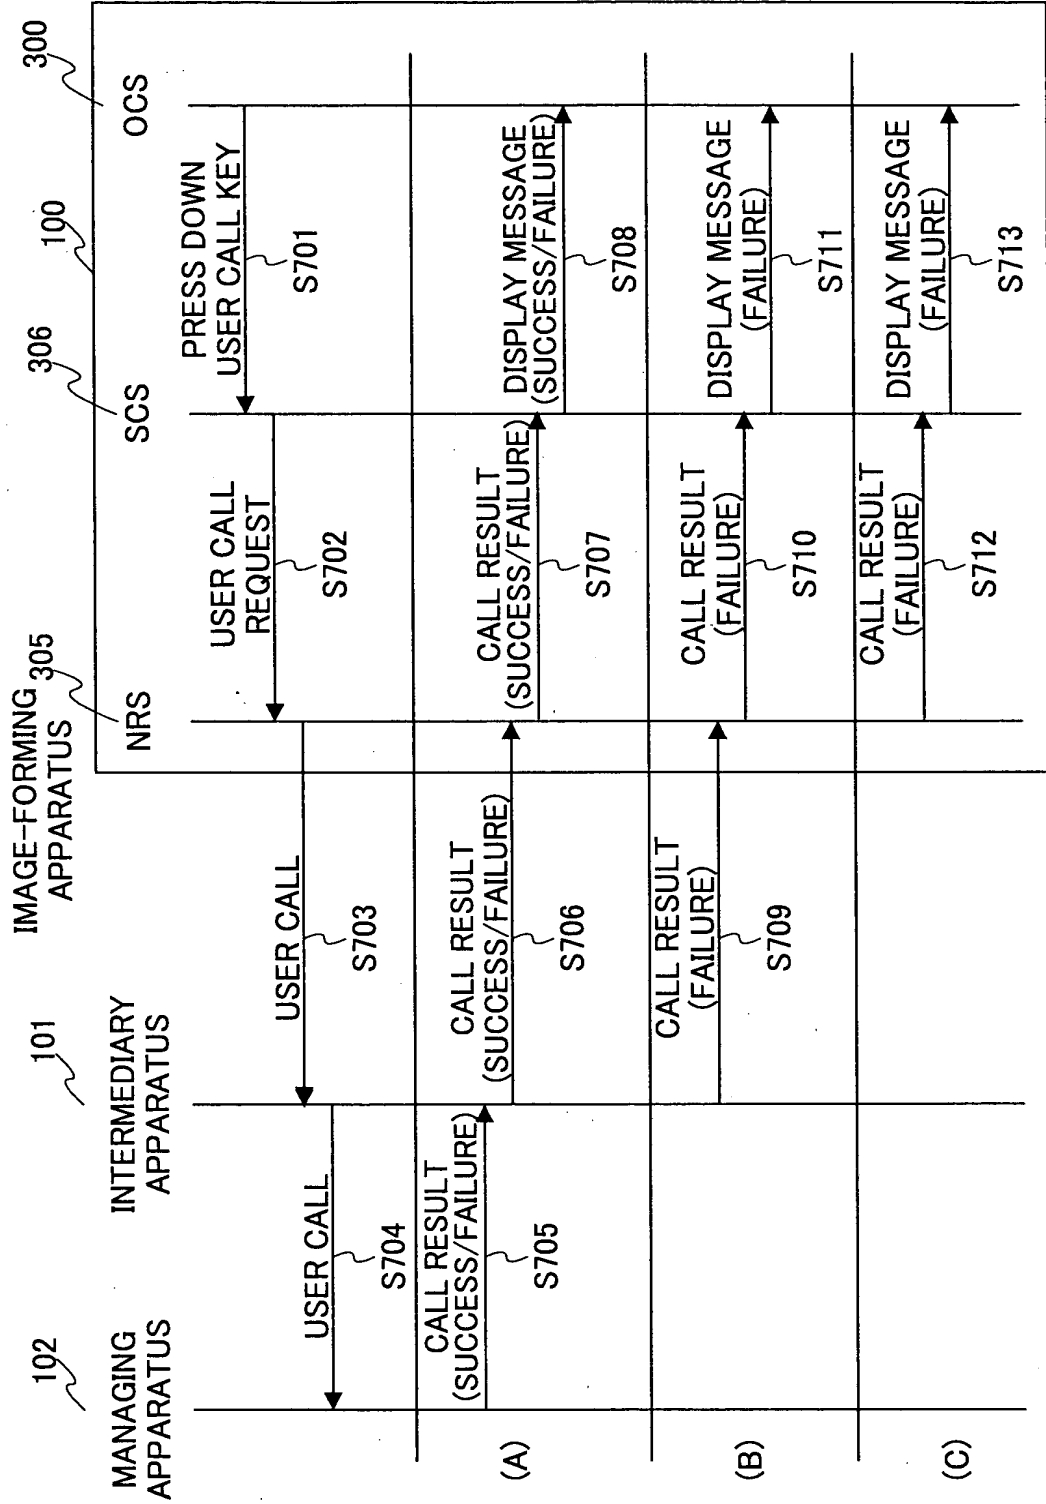 IMAGE-FORMING
APPARATUS
100
102
101
305
306
300
MANAGING
APPARATUS
INTERMEDIARY
APPARATUS
NRS
SCS
OCS
PRESS DOWN
USER CALL KEY
S701
USER CALL
REQUEST
S702
USER CALL
S703
USER CALL
S704
(A)
CALL RESULT
(SUCCESS/FAILURE)
S705
CALL RESULT
(SUCCESS/FAILURE)
S706
CALL RESULT
(SUCCESS/FAILURE)
S707
DISPLAY MESSAGE
(SUCCESS/FAILURE)
S708
(B)
CALL RESULT
(FAILURE)
S709
CALL RESULT
(FAILURE)
S710
DISPLAY MESSAGE
(FAILURE)
S711
(C)
CALL RESULT
(FAILURE)
S712
DISPLAY MESSAGE
(FAILURE)
S713